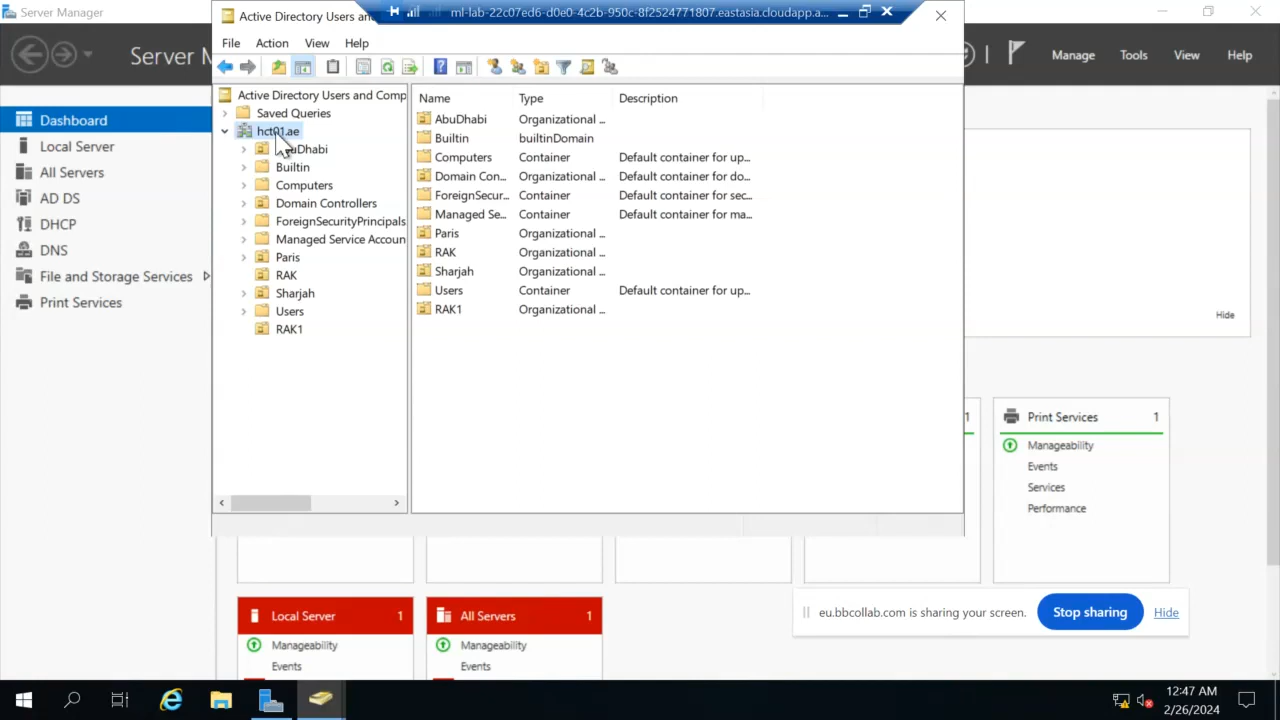 Server Manager
Active Directory Users and
ml-lab-22c07ed6-d0e0-4c2b-950c-8f2524771807.eastasia.cloudapp.a...
File Action View Help
Server M
Manage Tools View Help
Dashboard
Local Server
All Servers
AD DS
DHCP
DNS
File and Storage Services
Print Services
Active Directory Users and Comp
Saved Queries
hct01.ae
uDhabi
Builtin
Computers
Domain Controllers
ForeignSecurityPrincipals
Managed Service Accoun
Paris
RAK
Sharjah
Users
RAK1
Name Type Description
AbuDhabi Organizational ...
Builtin builtinDomain
Computers Container Default container for up...
Domain Con... Organizational ... Default container for do...
ForeignSecur... Container Default container for sec...
Managed Se... Container Default container for ma...
Paris Organizational ...
RAK Organizational ...
Sharjah Organizational ...
Users Container Default container for up...
RAK1 Organizational ...
Hide
1
Print Services 1
Manageability
Events
Services
Performance
Local Server 1
Manageability
Events
All Servers 1
Manageability
Events
eu.bbcollab.com is sharing your screen. Stop sharing Hide
12:47 AM
2/26/2024